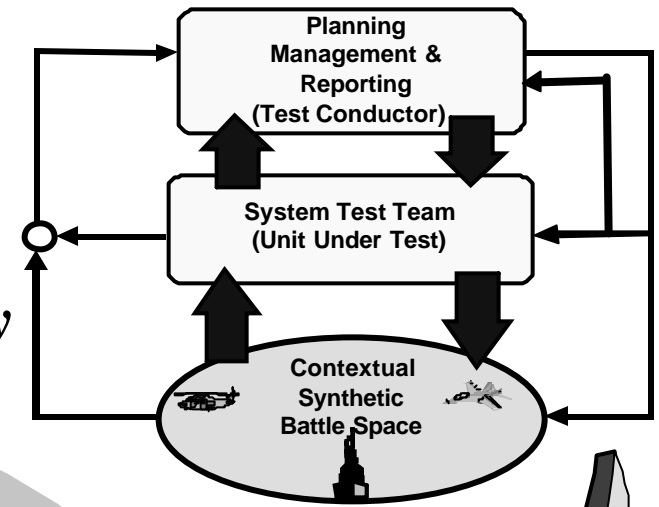 Planning
Management &
Reporting
(Test Conductor)
System Test Team
(Unit Under Test)
y
Contextual
Synthetic
Battle Space